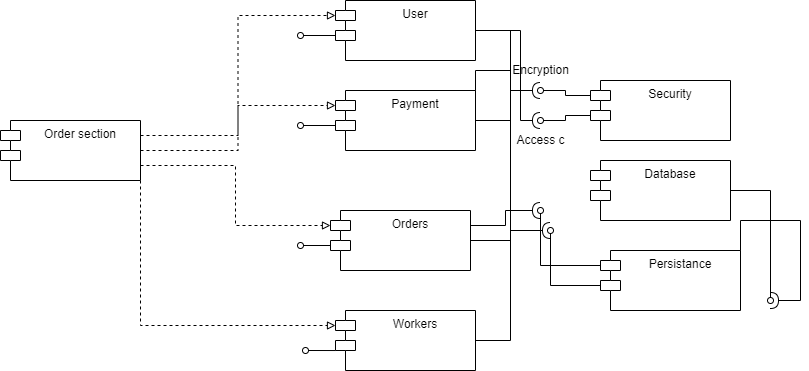 User
Encryption
Payment
Security
Order section
Access c
Database
Orders
Persistance
Workers